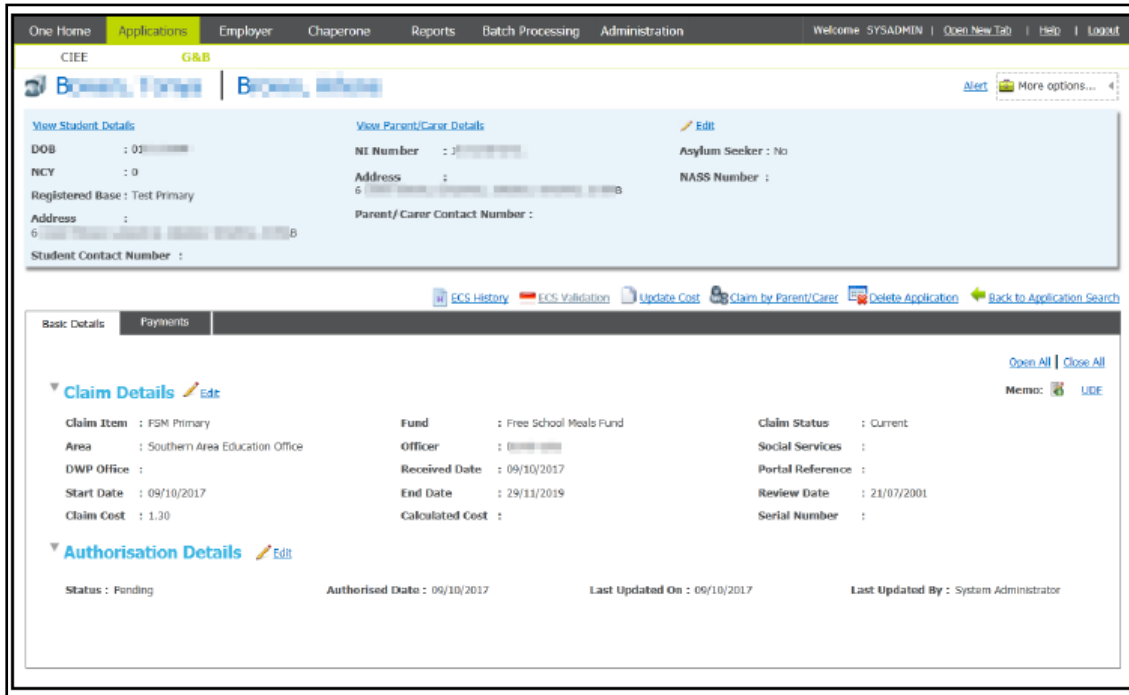 One Home Applications Employer Chaperone Reports Batch Processing Administration Welcome SYSADMIN | Open New Tab | Help | Logout
CIEE G&B
Alert More options...
View Student Details View Parent/Carer Details Edit
DOB : NI Number : Asylum Seeker : No
NCY : 0 Address : NASS Number :
Registered Base : Test Primary
Address : Parent/Carer Contact Number :
Student Contact Number :
ECS History ECS Validation Update Cost Claim by Parent/Carer Delete Application Back to Application Search
Basic Details Payments
Open All | Close All
Claim Details Edit Memo: UDF
Claim Item : FSM Primary Fund : Free School Meals Fund Claim Status : Current
Area : Southern Area Education Office Officer : Social Services :
DWP Office : Received Date : 09/10/2017 Portal Reference :
Start Date : 09/10/2017 End Date : 29/11/2019 Review Date : 21/07/2001
Claim Cost : 1.30 Calculated Cost : Serial Number :
Authorisation Details Edit
Status : Pending Authorised Date : 09/10/2017 Last Updated On : 09/10/2017 Last Updated By : System Administrator